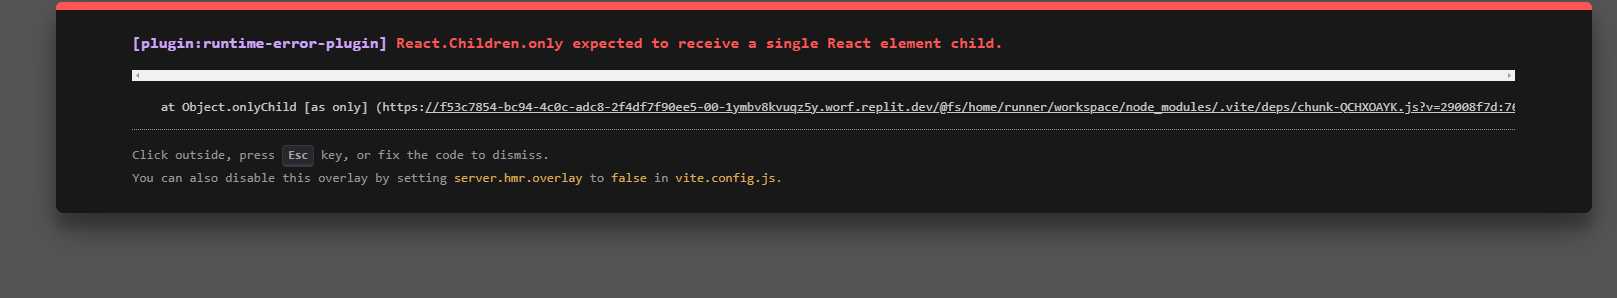 [plugin:runtime-error-plugin] React.Children.only expected to receive a single React element child.
at Object.onlyChild [as only] (https://f53c7854-bc94-4c0c-adc8-2f4df7f90ee5-00-1ymbv8kvuqz5y.worf.replit.dev/@fs/home/runner/workspace/node_modules/.vite/deps/chunk-QCHXOAYK.js?v=29008f7d:76
Click outside, press Esc key, or fix the code to dismiss.
You can also disable this overlay by setting server.hmr.overlay to false in vite.config.js.